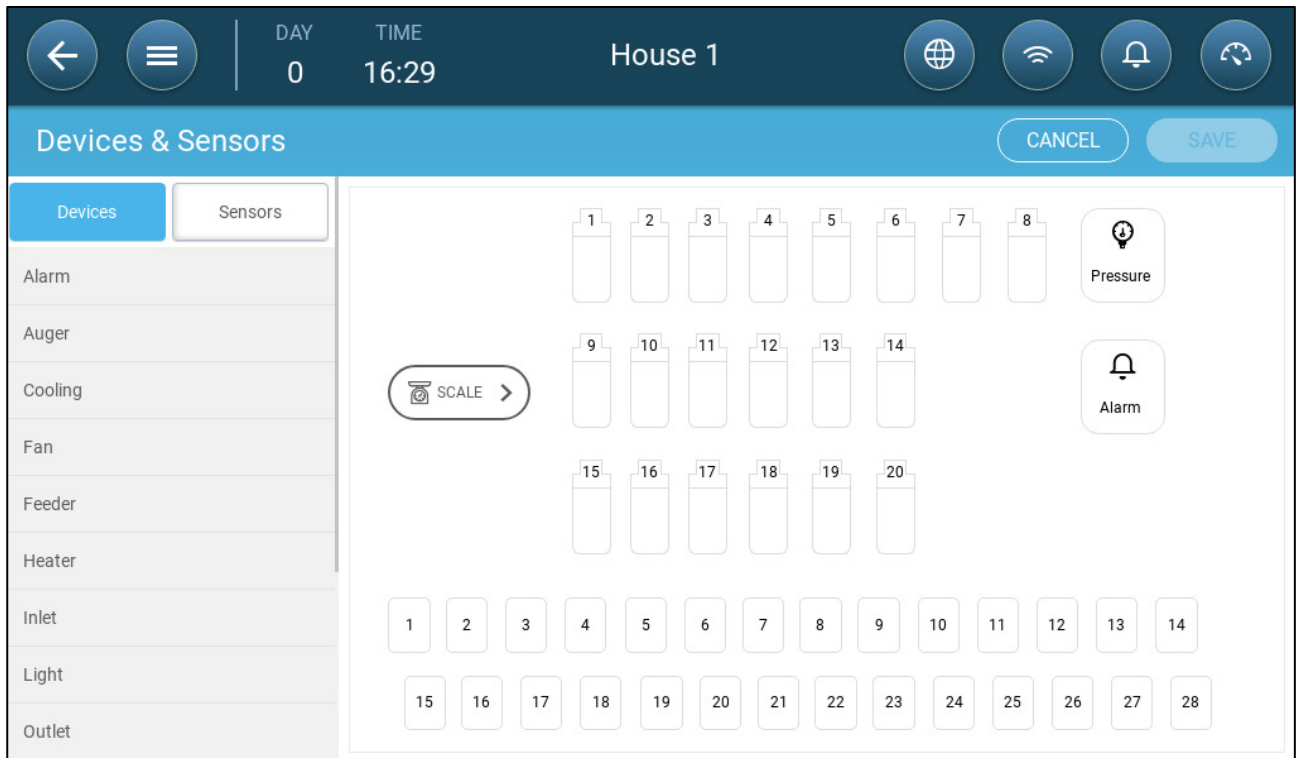 DAY TIME
0 16:29 House 1
Devices & Sensors CANCEL SAVE
Devices Sensors
Alarm
Auger
Cooling
Fan
Feeder
Heater
Inlet
Light
Outlet
1 2 3 4 5 6 7 8
Pressure
9 10 11 12 13 14
SCALE
Alarm
15 16 17 18 19 20
1 2 3 4 5 6 7 8 9 10 11 12 13 14
15 16 17 18 19 20 21 22 23 24 25 26 27 28